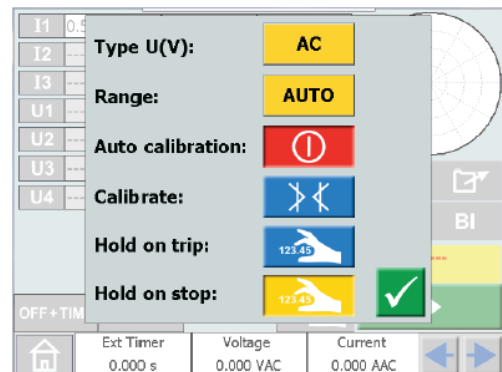 I1 0.5
I2 ---
I3 ---
U1 ---
U2 ---
U3 ---
U4 ---
Type U(V): AC
Range: AUTO
Auto calibration:
Calibrate:
Hold on trip: 123.45
Hold on stop: 123.45
BI
OFF+TIM
Ext Timer Voltage Current
0.000 s 0.000 VAC 0.000 AAC